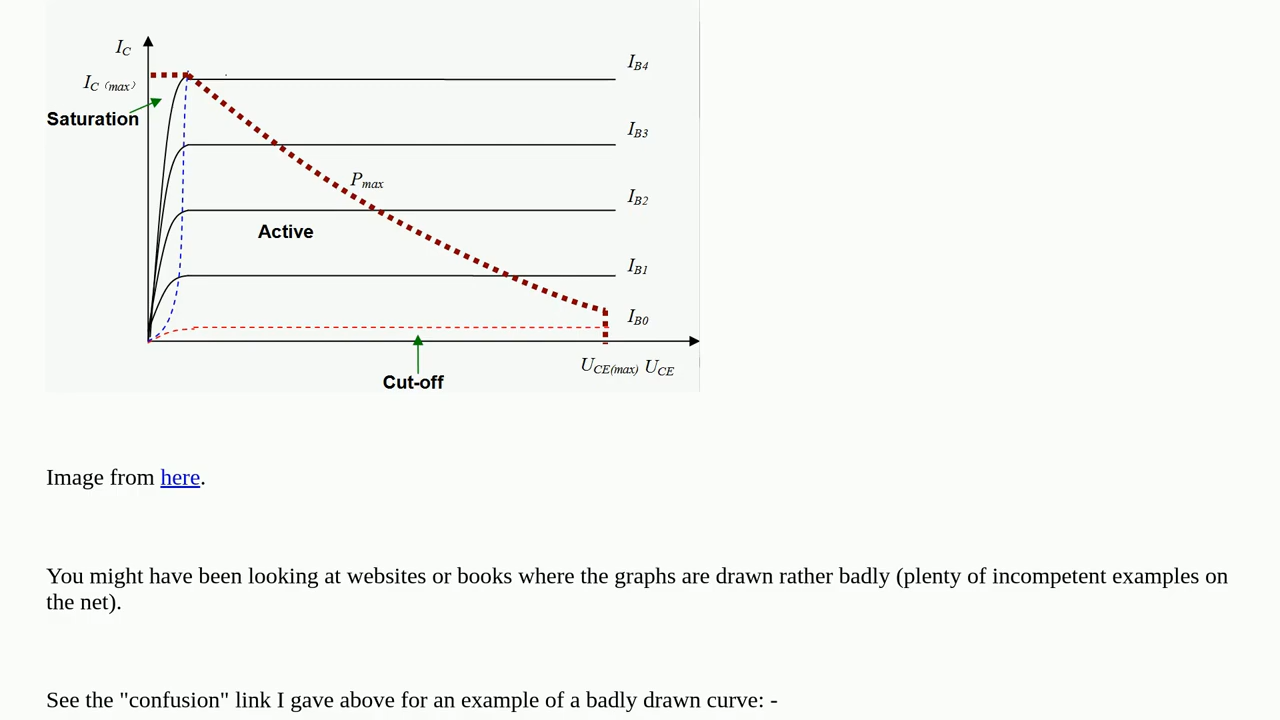 I_C
I_B4
I_C（max）
Saturation
I_B3
P_max
I_B2
Active
I_B1
I_B0
U_CE(max) U_CE
Cut-off
Image from here.
You might have been looking at websites or books where the graphs are drawn rather badly (plenty of incompetent examples on
the net).
See the "confusion" link I gave above for an example of a badly drawn curve: -